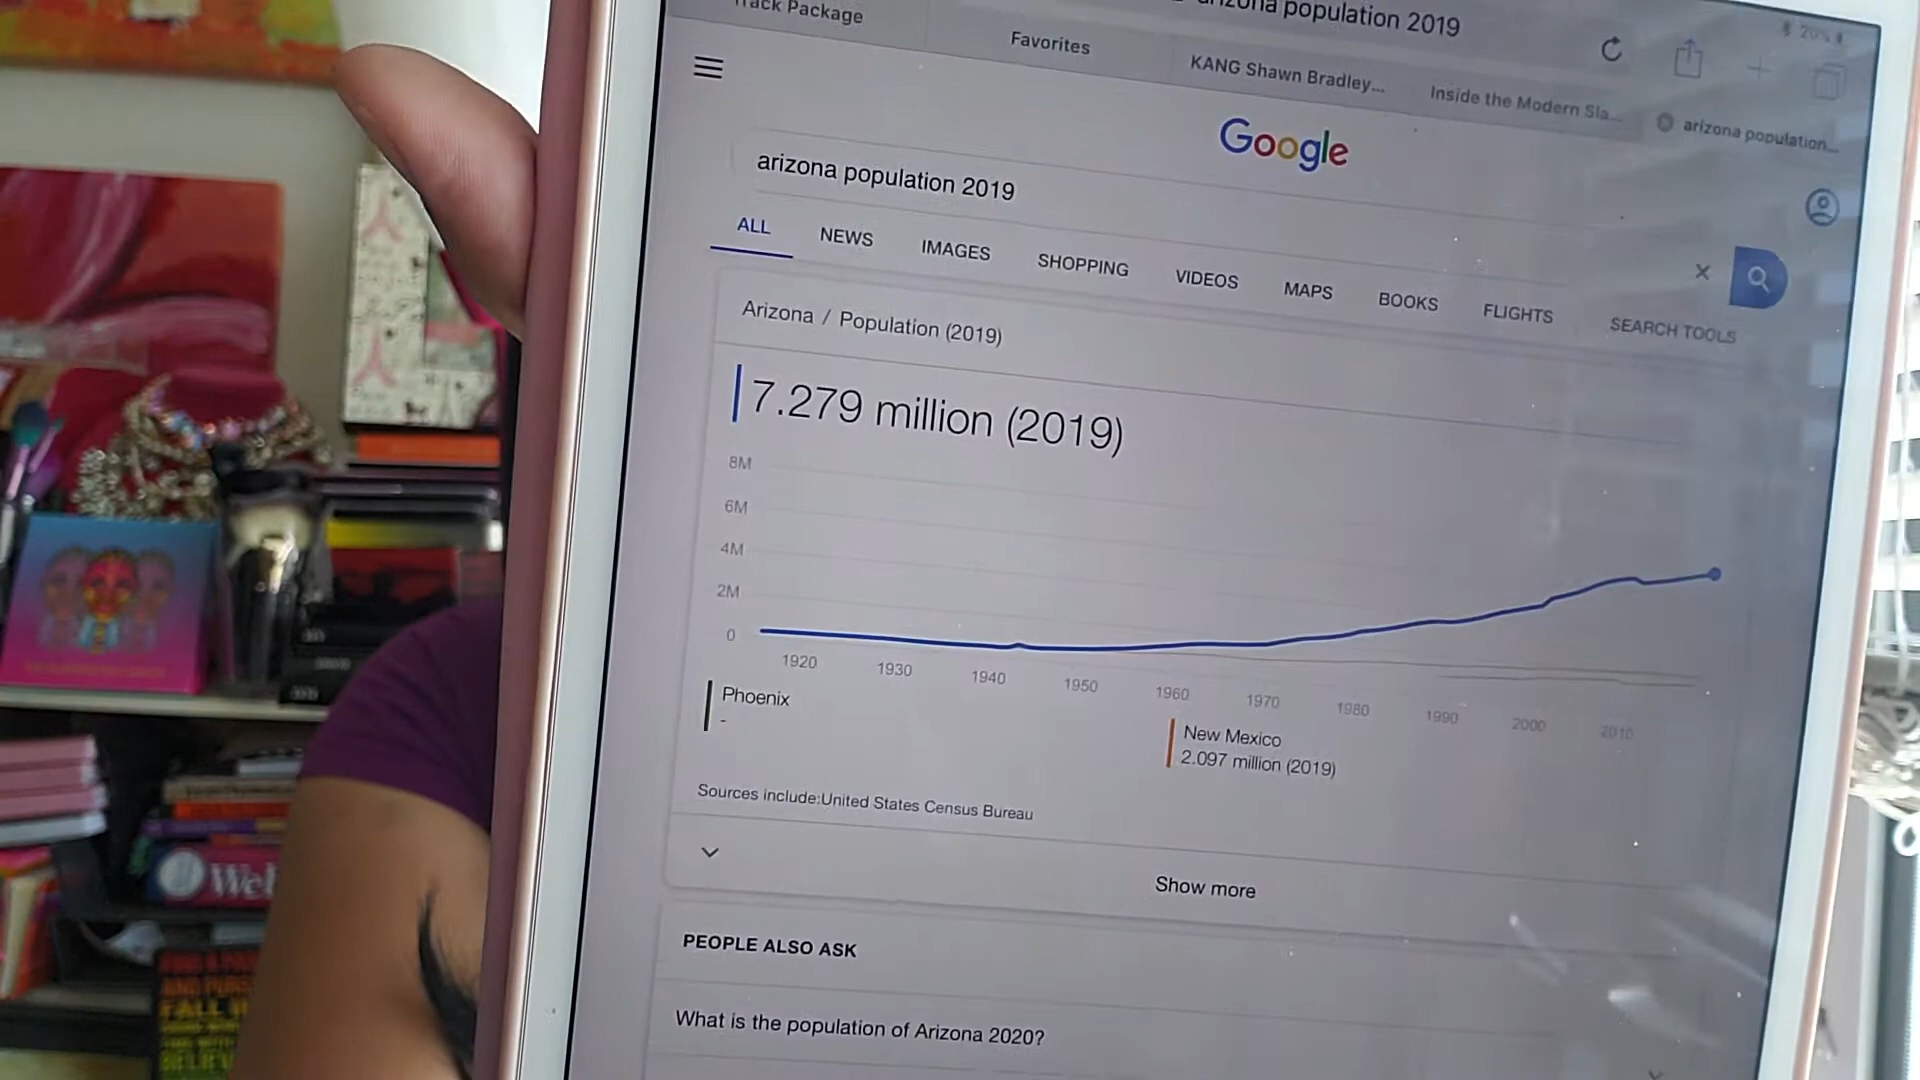 Track Package
Favorites
KANG Shawn Bradley...
Inside the Modern Sla...
arizona population...
arizona population 2019
20%
Google
arizona population 2019
ALL
NEWS
IMAGES
SHOPPING
VIDEOS
MAPS
BOOKS
FLIGHTS
SEARCH TOOLS
Arizona / Population (2019)
7.279 million (2019)
8M
6M
4M
2M
0
1920
1930
1940
1950
1960
1970
1980
1990
2000
2010
Phoenix
-
New Mexico
2.097 million (2019)
Sources include:United States Census Bureau
Show more
PEOPLE ALSO ASK
What is the population of Arizona 2020?
FALL
BELIEV